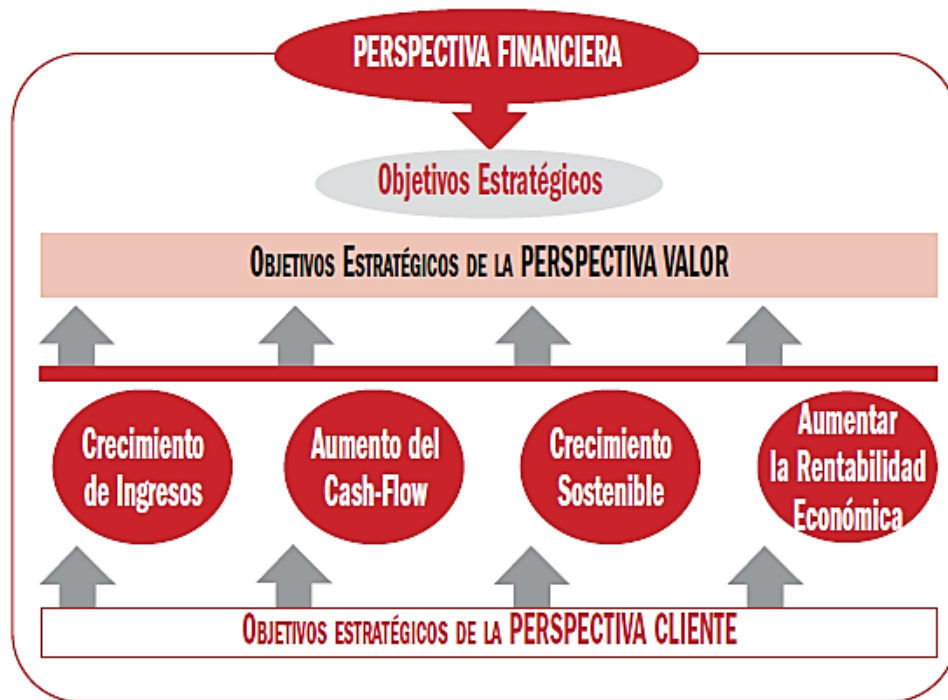 PERSPECTIVA FINANCIERA
Objetivos Estratégicos
OBJETIVOS ESTRATÉGICOS DE LA PERSPECTIVA VALOR
Crecimiento
de Ingresos
Aumento del
Cash-Flow
Crecimiento
Sostenible
Aumentar
la Rentabilidad
Económica
OBJETIVOS ESTRATÉGICOS DE LA PERSPECTIVA CLIENTE